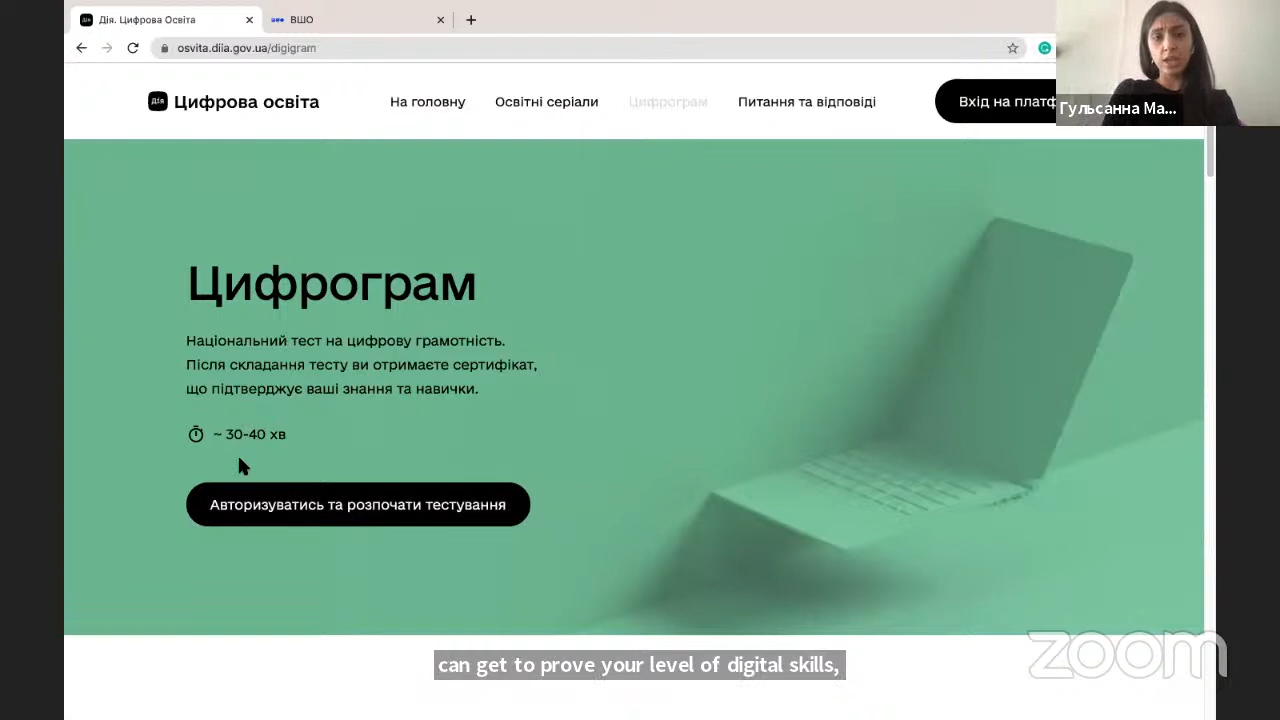 Дія. Цифрова Освіта
ВШО
osvita.diia.gov.ua/digigram
Дія Цифрова освіта
На головну
Освітні серіали
Цифрограм
Питання та відповіді
Вхід на платф
Гульсанна Ма...
Цифрограм
Національний тест на цифрову грамотність.
Після складання тесту ви отримаєте сертифікат,
що підтверджує ваші знання та навички.
~ 30-40 хв
Авторизуватись та розпочати тестування
can get to prove your level of digital skills,
zoom